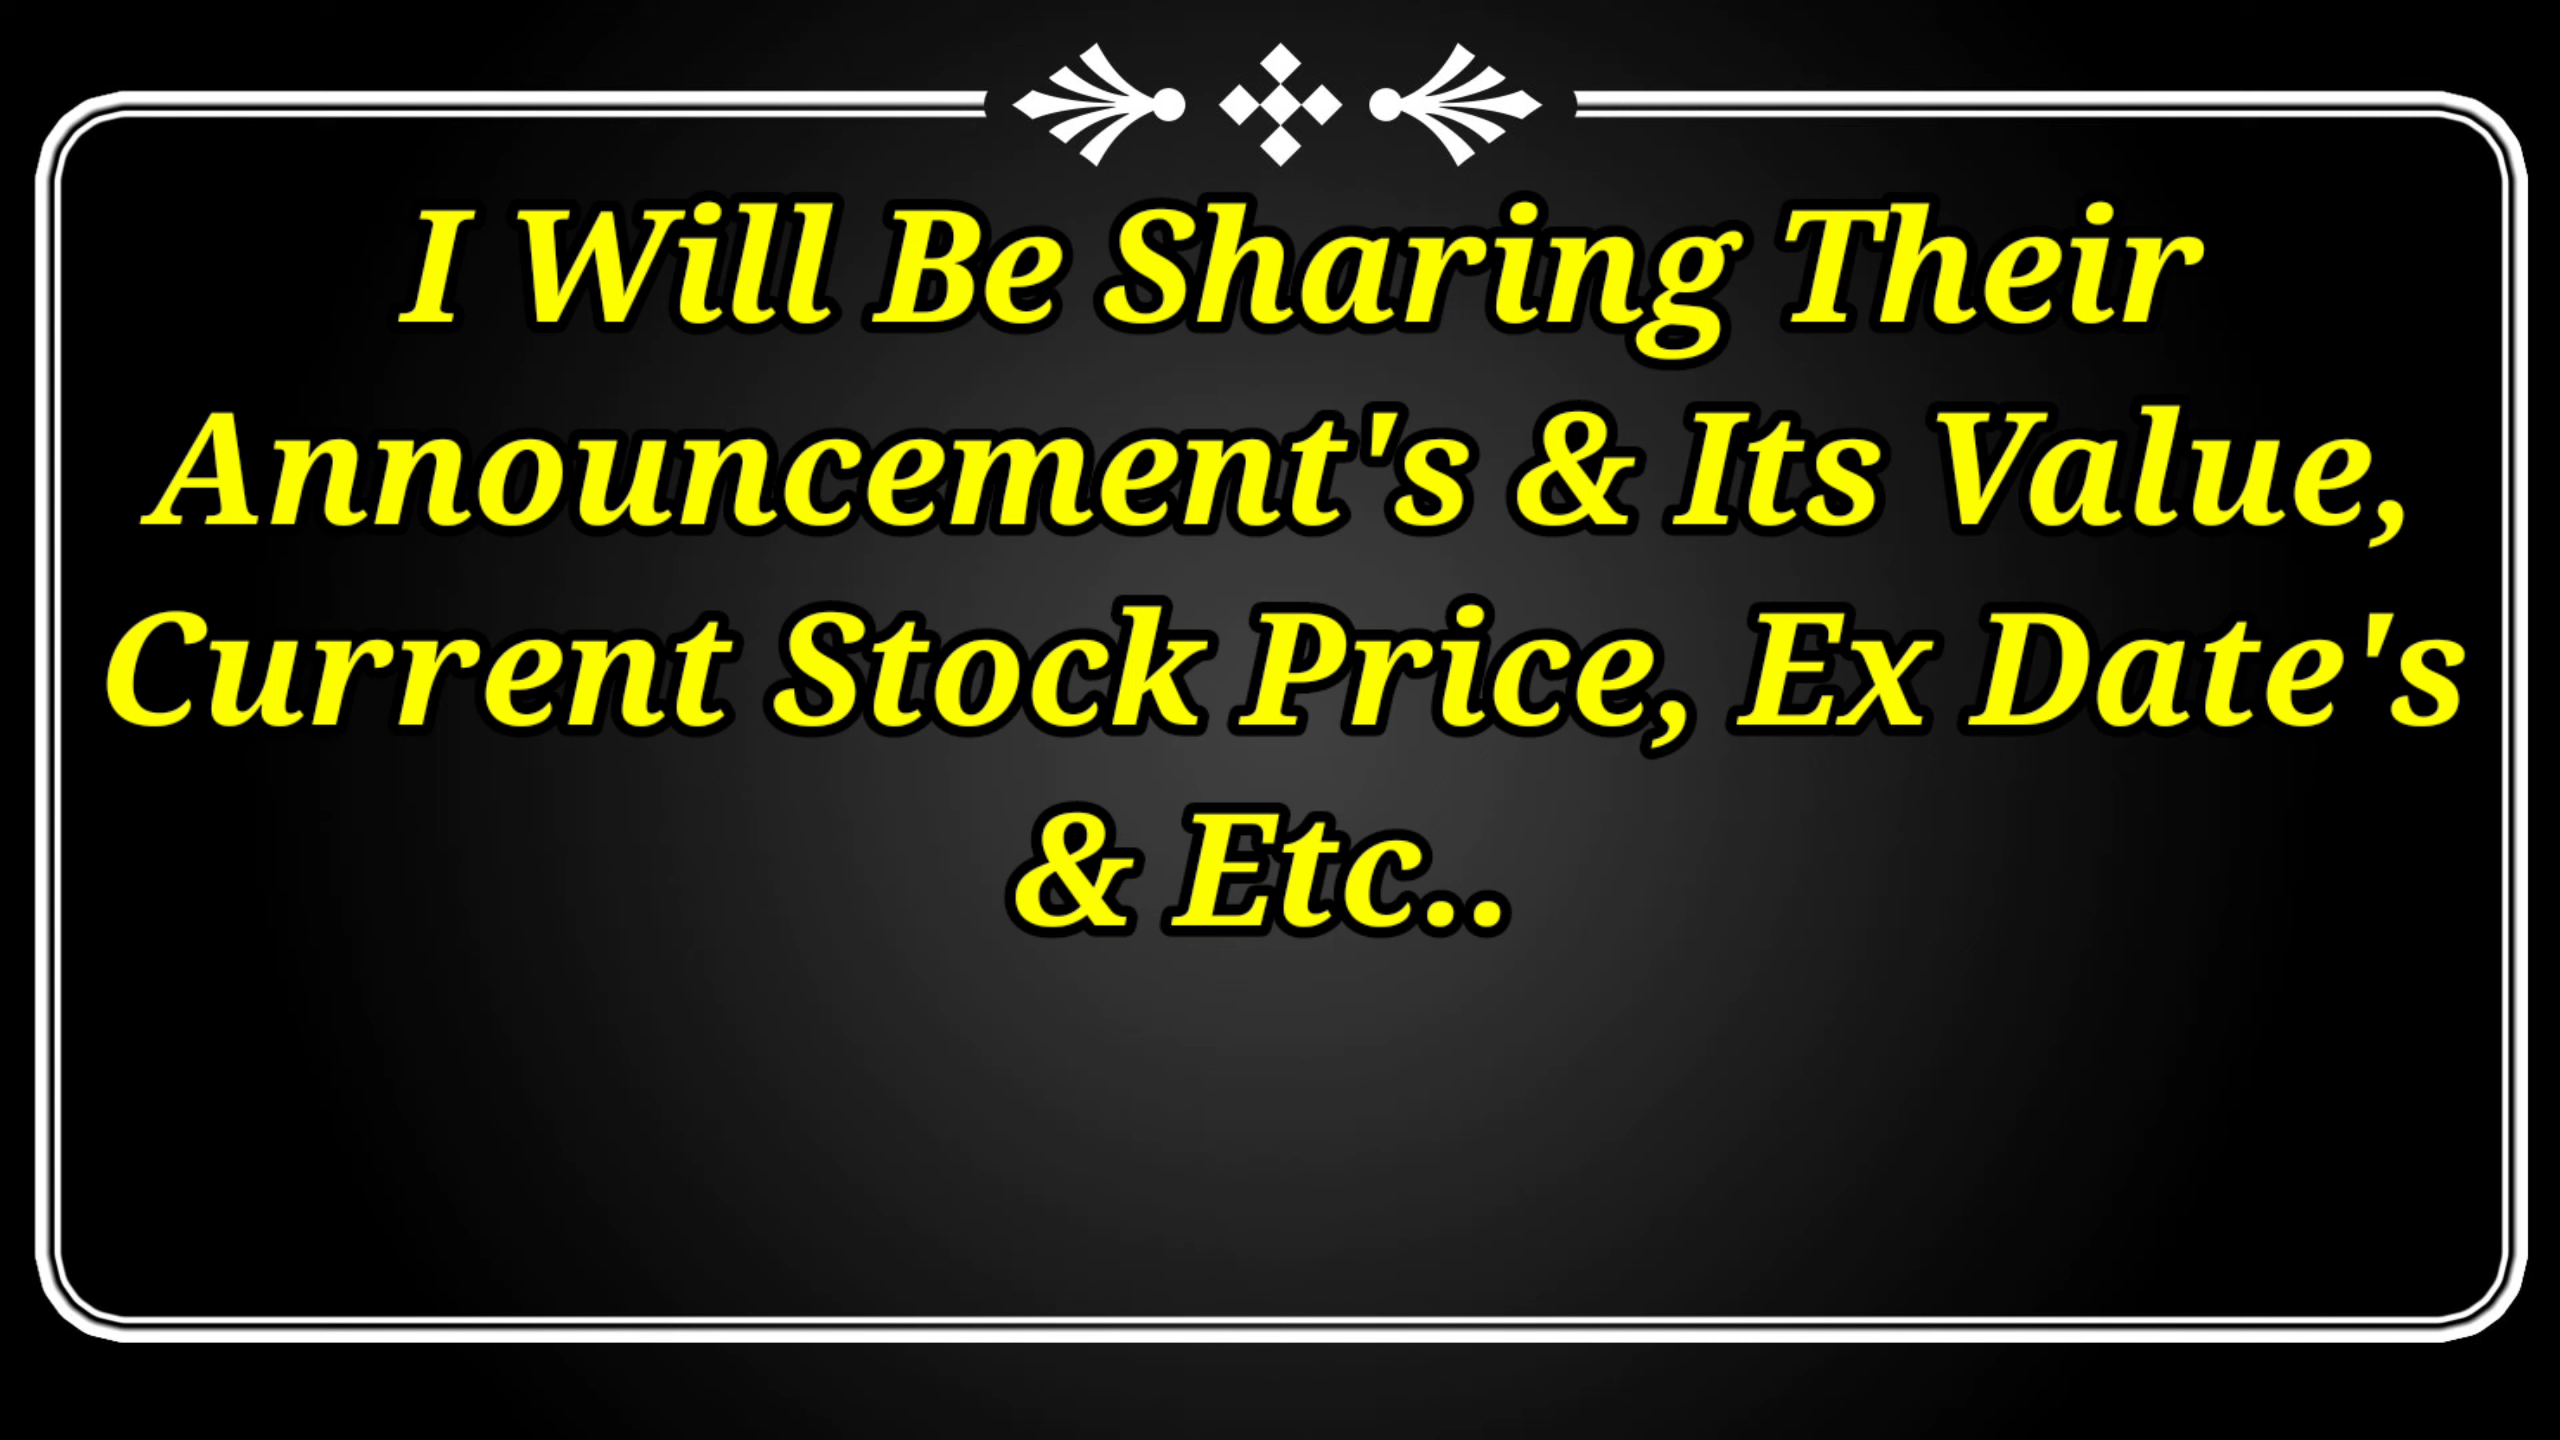 I Will Be Sharing Their
Announcement's & Its Value,
Current Stock Price, Ex Date's
& Etc..